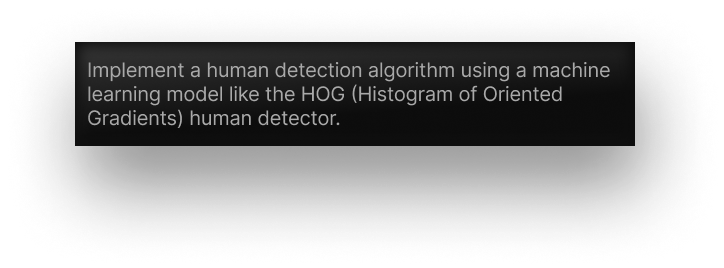 Implement a human detection algorithm using a machine
learning model like the HOG (Histogram of Oriented
Gradients) human detector.